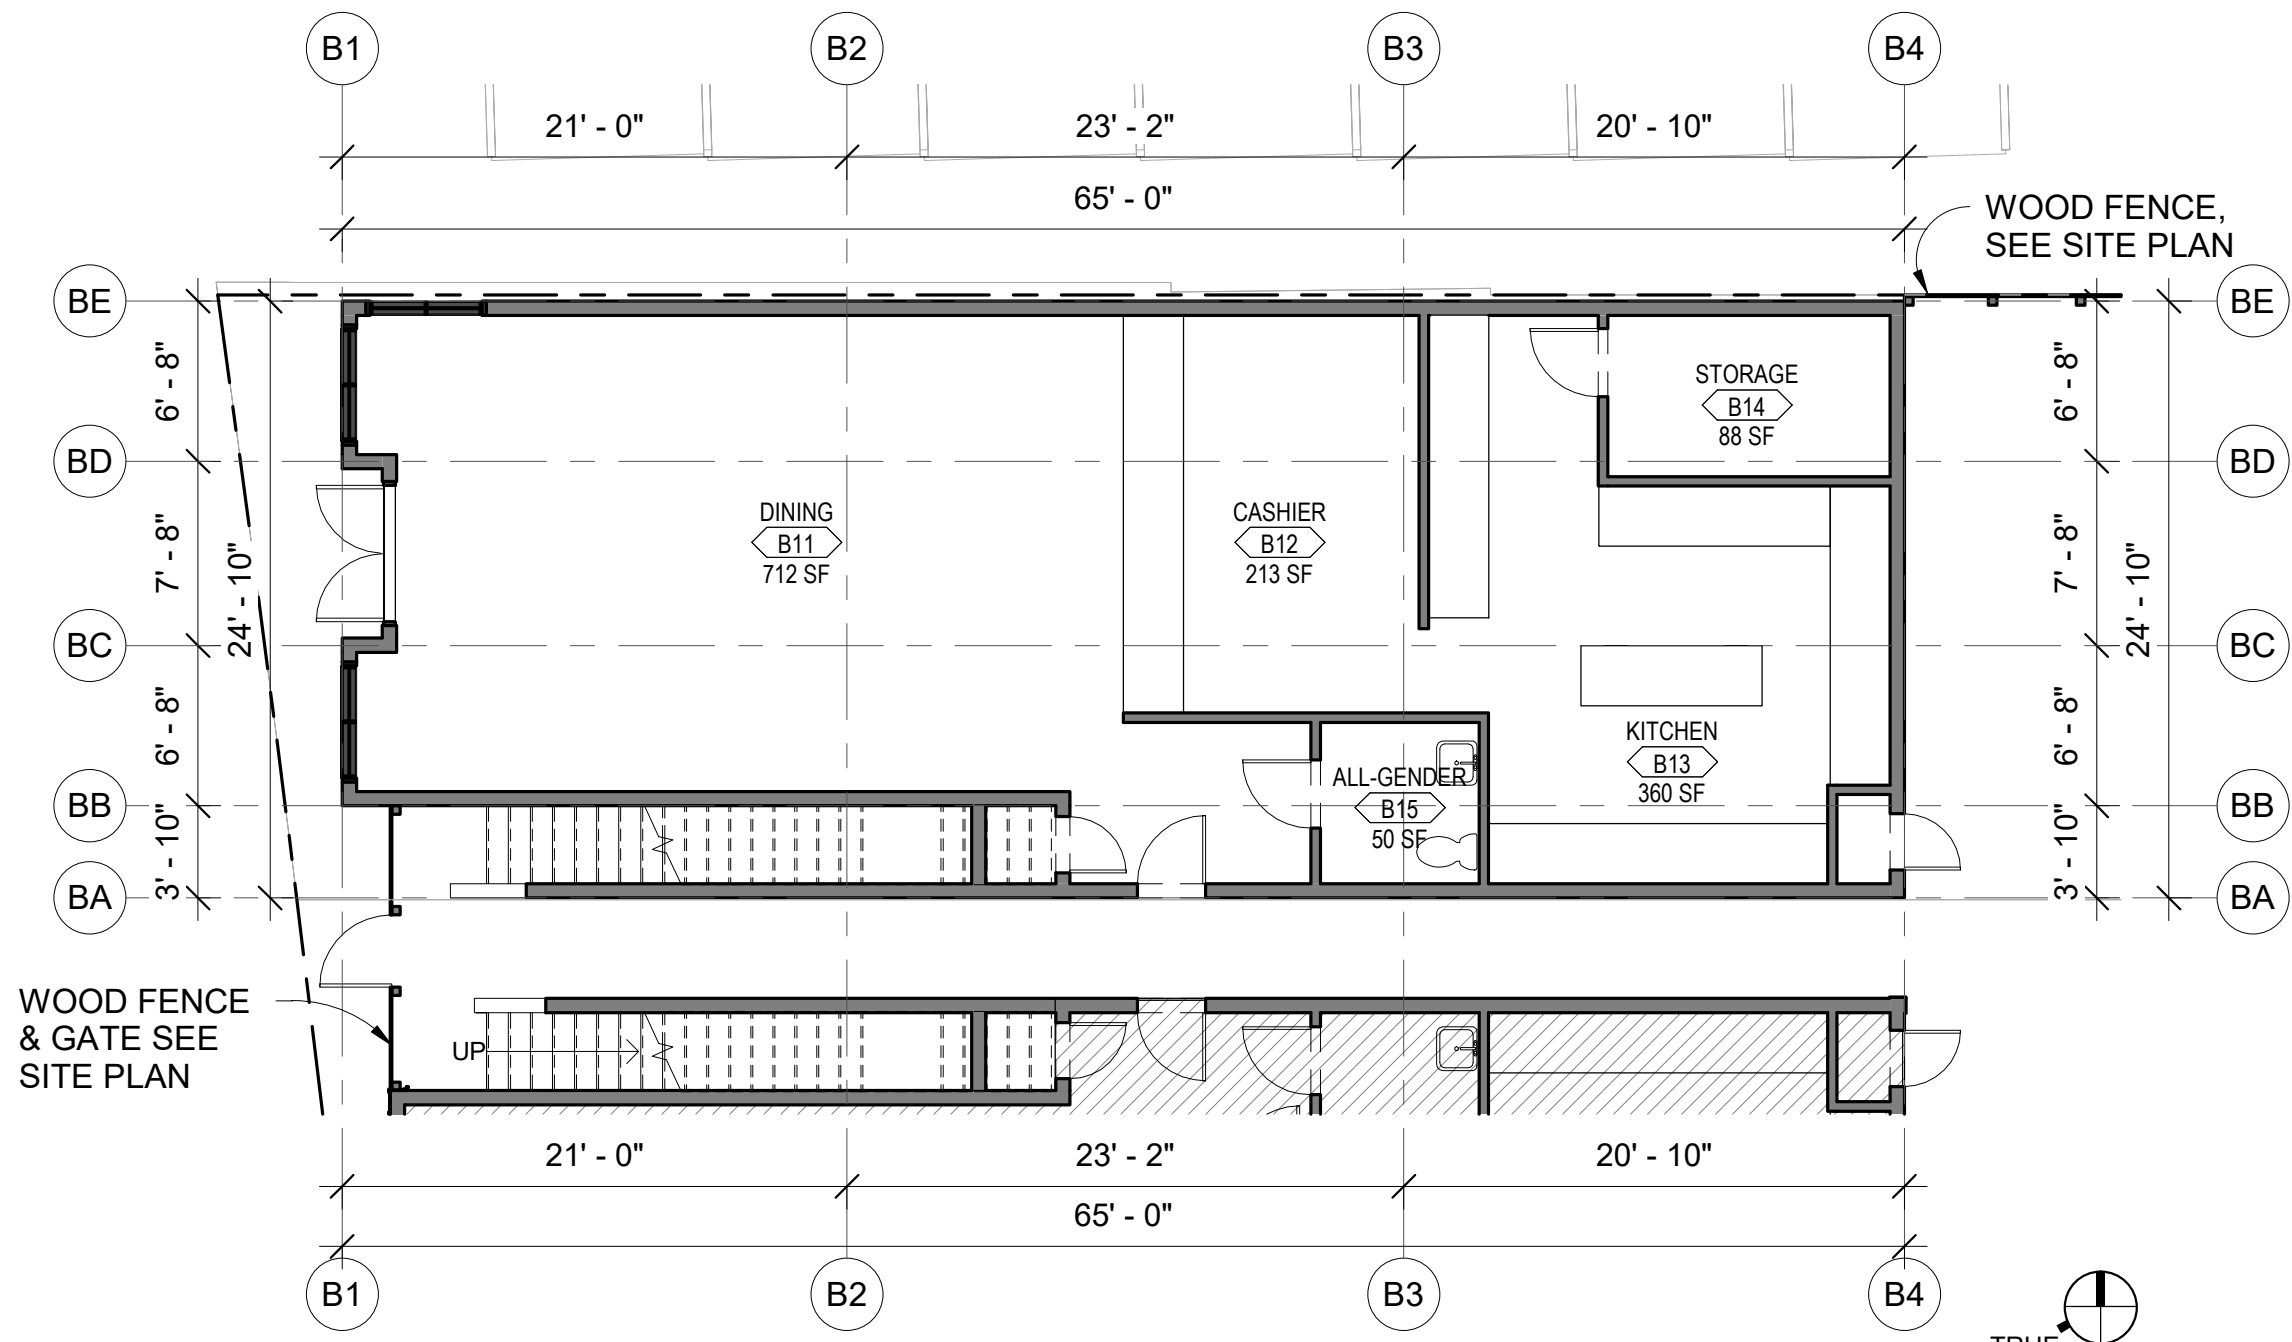 B1
B2
B3
B4
21' - 0"
23' - 2"
20' - 10"
65' - 0"
WOOD FENCE,
SEE SITE PLAN
BE
BE
6' - 8"
6' - 8"
STORAGE
B14
88 SF
BD
BD
DINING
B11
712 SF
CASHIER
B12
213 SF
7' - 8"
24' - 10"
7' - 8"
24' - 10"
BC
BC
6' - 8"
6' - 8"
KITCHEN
B13
360 SF
ALL-GENDER
B15
50 SF
BB
BB
3' - 10"
3' - 10"
BA
BA
WOOD FENCE
& GATE SEE
SITE PLAN
UP
21' - 0"
23' - 2"
20' - 10"
65' - 0"
B1
B2
B3
B4
TRUE